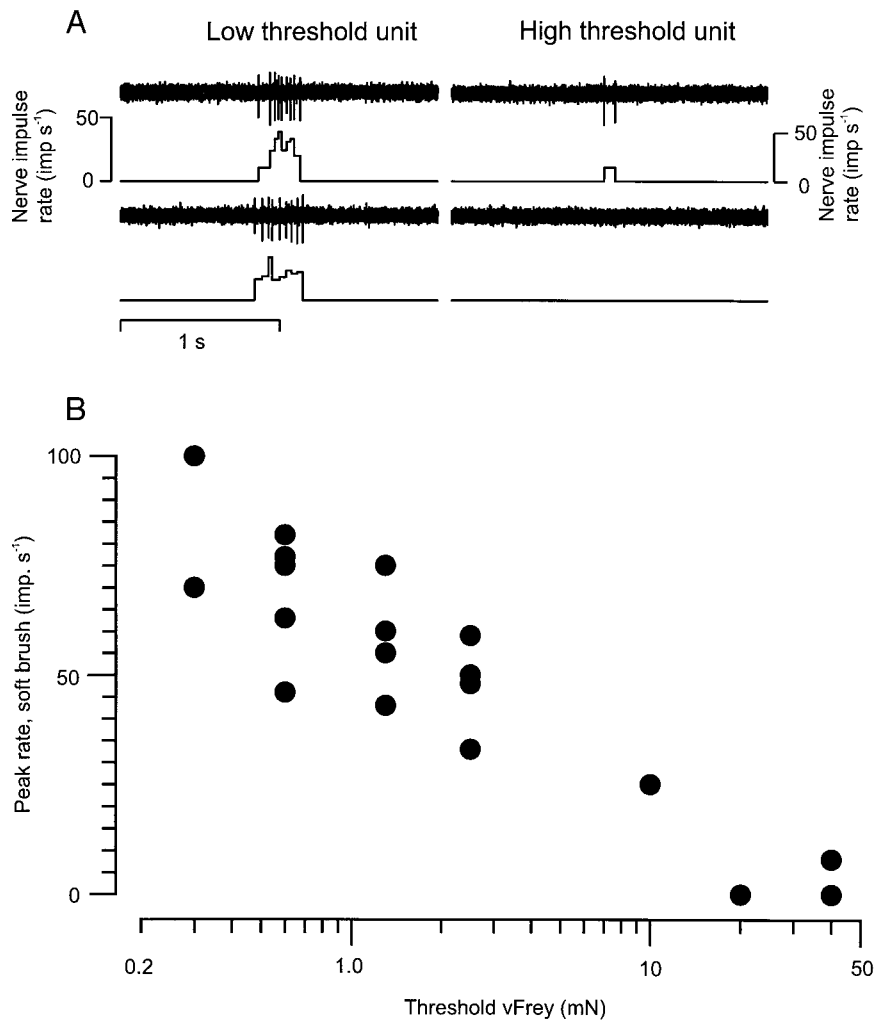 A
Low threshold unit
High threshold unit
Nerve impulse
rate (imp s⁻¹)
50
0
50
0
Nerve impulse
rate (imp s⁻¹)
1 s
B
Peak rate, soft brush (imp. s⁻¹)
100
50
0
0.2
1.0
10
50
Threshold vFrey (mN)